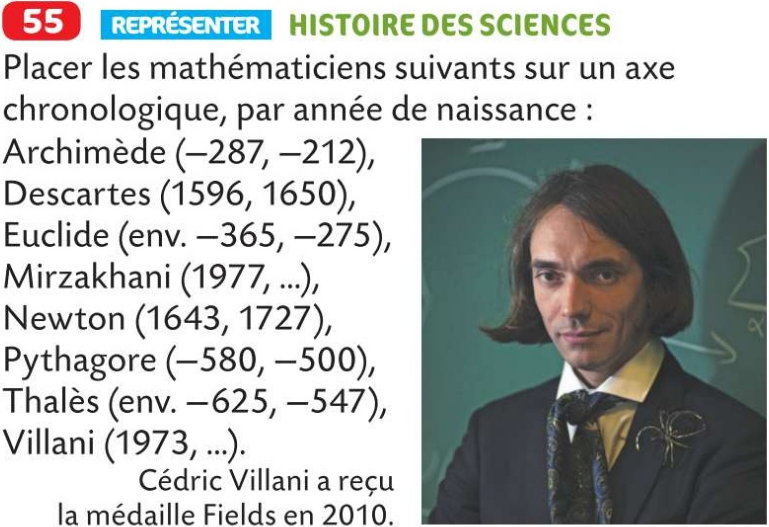 55 REPRÉSENTER HISTOIRE DES SCIENCES
Placer les mathématiciens suivants sur un axe
chronologique, par année de naissance :
Archimède (–287, –212),
Descartes (1596, 1650),
Euclide (env. –365, –275),
Mirzakhani (1977, ...),
Newton (1643, 1727),
Pythagore (–580, –500),
Thalès (env. –625, –547),
Villani (1973, ...).
Cédric Villani a reçu
la médaille Fields en 2010.